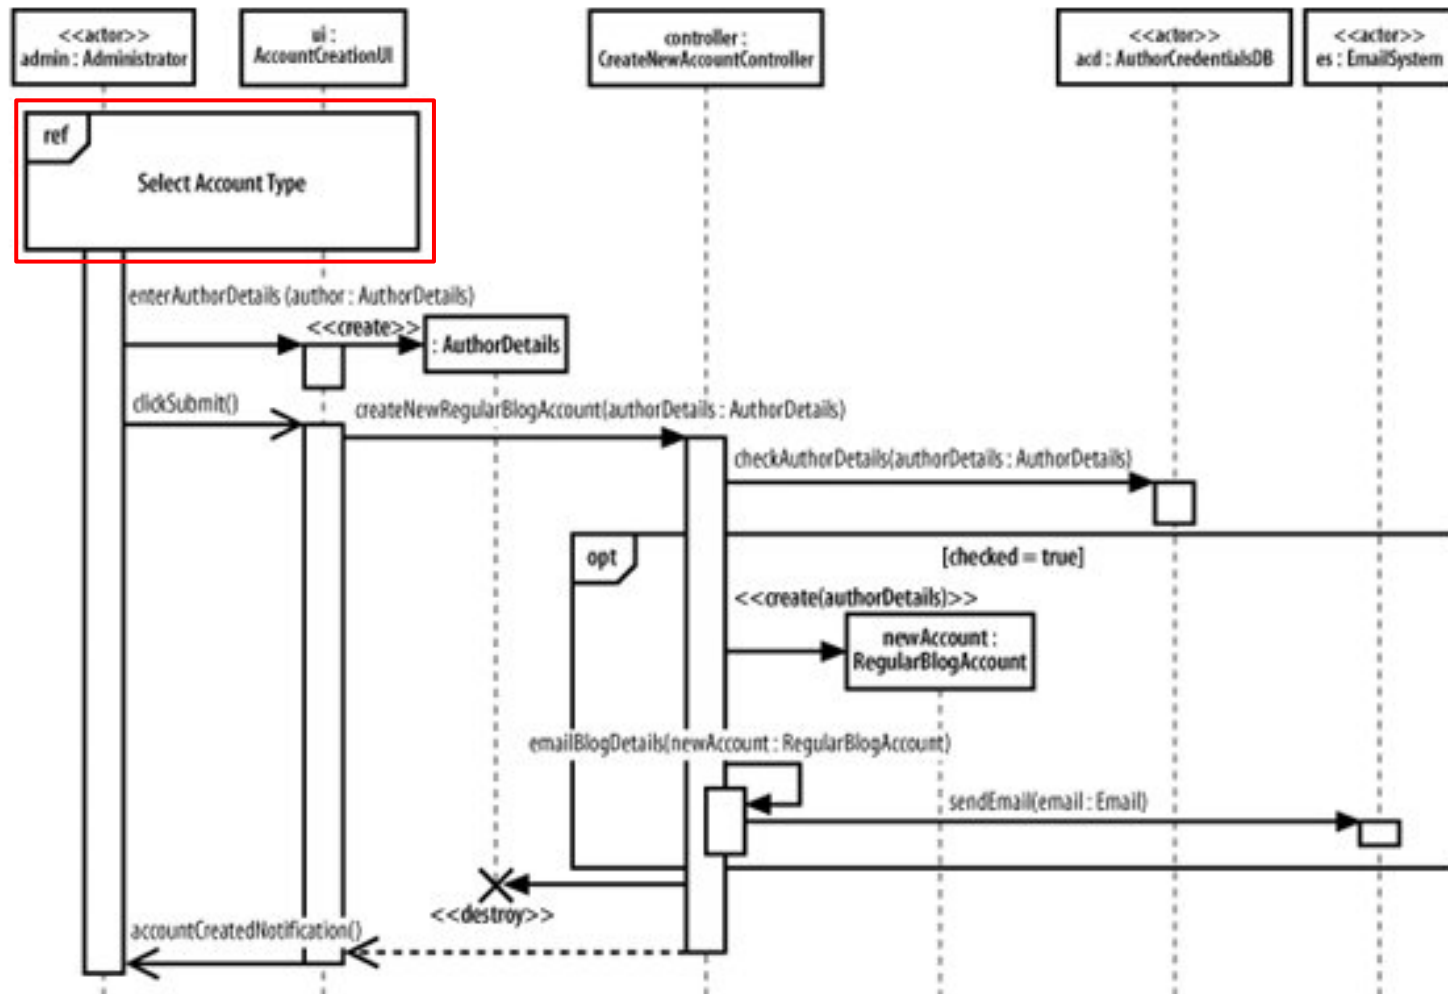 <<actor>>
admin : Administrator
ui :
AccountCreationUI
controller :
CreateNewAccountController
<<actor>>
acd : AuthorCredentialsDB
<<actor>>
es : EmailSystem
ref
Select Account Type
enterAuthorDetails (author : AuthorDetails)
<<create>>
: AuthorDetails
clickSubmit()
createNewRegularBlogAccount(authorDetails : AuthorDetails)
checkAuthorDetails(authorDetails : AuthorDetails)
opt
[checked = true]
<<create(authorDetails)>>
newAccount :
RegularBlogAccount
emailBlogDetails(newAccount : RegularBlogAccount)
sendEmail(email : Email)
<<destroy>>
accountCreatedNotification()